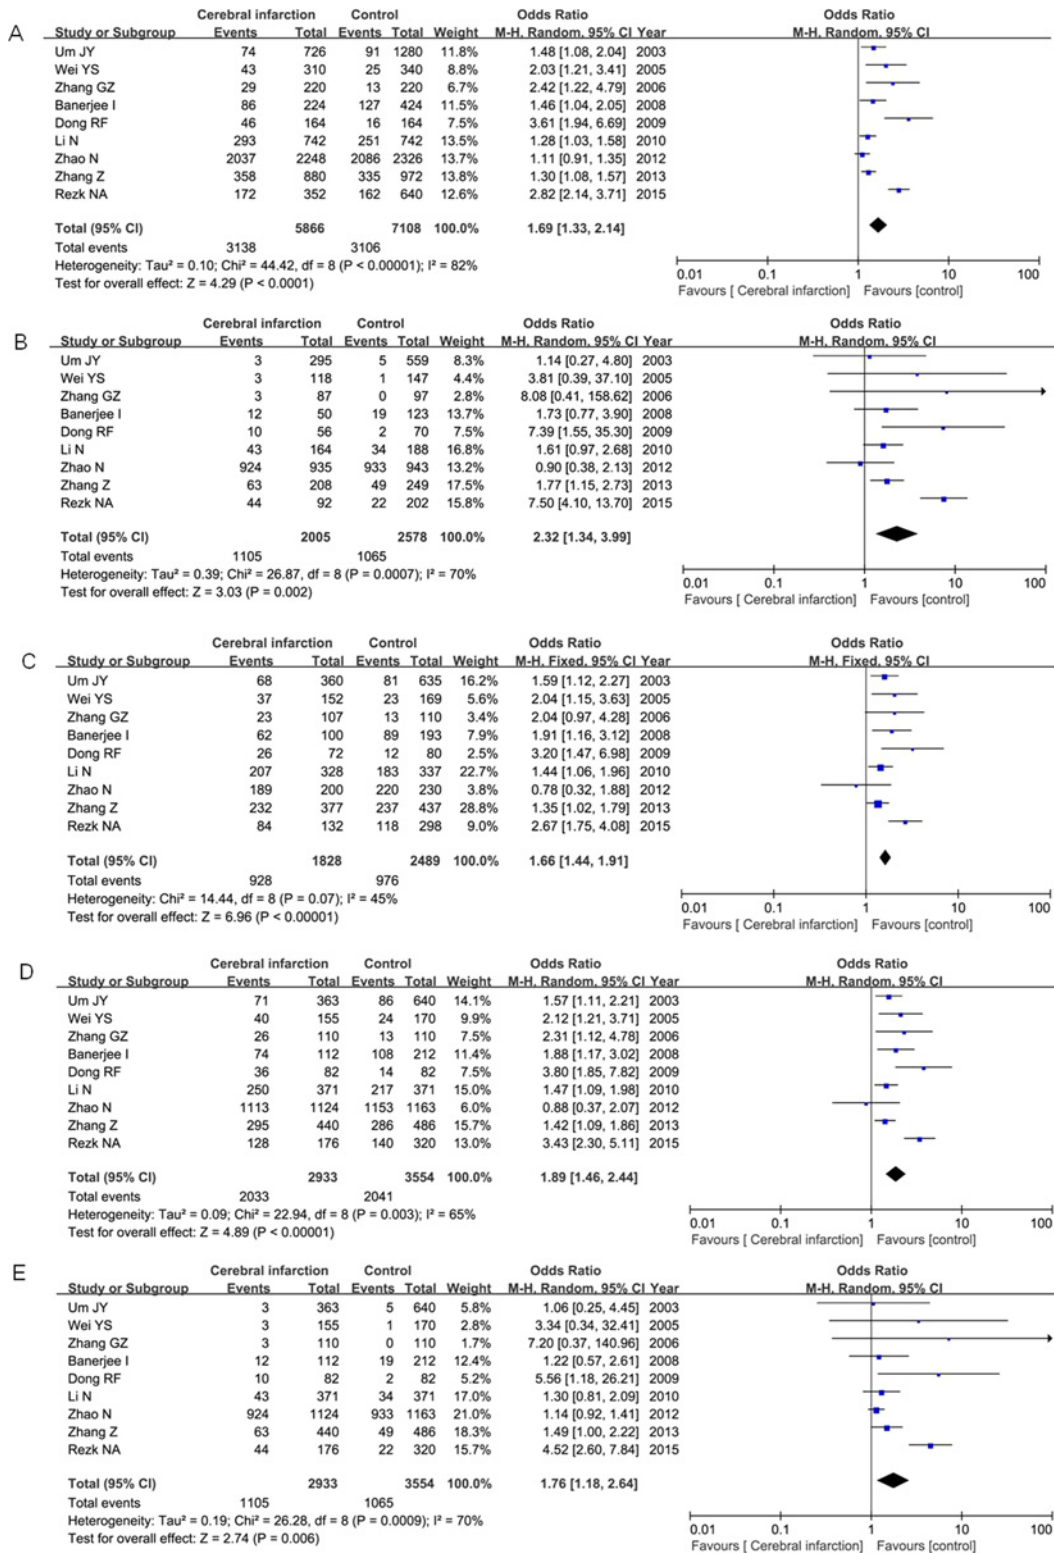 A
Cerebral infarction Control Odds Ratio Odds Ratio
Study or Subgroup Events Total Events Total Weight M-H, Random, 95% CI Year M-H, Random, 95% CI
Um JY 74 726 91 1280 11.8% 1.48 [1.08, 2.04] 2003
Wei YS 43 310 25 340 8.8% 2.03 [1.21, 3.41] 2005
Zhang GZ 29 220 13 220 6.7% 2.42 [1.22, 4.79] 2006
Banerjee I 86 224 127 424 11.5% 1.46 [1.04, 2.05] 2008
Dong RF 46 164 16 164 7.5% 3.61 [1.94, 6.69] 2009
Li N 293 742 251 742 13.5% 1.28 [1.03, 1.58] 2010
Zhao N 2037 2248 2086 2326 13.7% 1.11 [0.91, 1.35] 2012
Zhang Z 358 880 335 972 13.8% 1.30 [1.08, 1.57] 2013
Rezk NA 172 352 162 640 12.6% 2.82 [2.14, 3.71] 2015
Total (95% CI) 5866 7108 100.0% 1.69 [1.33, 2.14]
Total events 3138 3106
Heterogeneity: Tau² = 0.10; Chi² = 44.42, df = 8 (P < 0.00001); I² = 82%
Test for overall effect: Z = 4.29 (P < 0.0001)
0.01 0.1 1 10 100
Favours [ Cerebral infarction] Favours [control]
B
Cerebral infarction Control Odds Ratio Odds Ratio
Study or Subgroup Events Total Events Total Weight M-H, Random, 95% CI Year M-H, Random, 95% CI
Um JY 3 295 5 559 8.3% 1.14 [0.27, 4.80] 2003
Wei YS 3 118 1 147 4.4% 3.81 [0.39, 37.10] 2005
Zhang GZ 3 87 0 97 2.8% 8.08 [0.41, 158.62] 2006
Banerjee I 12 50 19 123 13.7% 1.73 [0.77, 3.90] 2008
Dong RF 10 56 2 70 7.5% 7.39 [1.55, 35.30] 2009
Li N 43 164 34 188 16.8% 1.61 [0.97, 2.68] 2010
Zhao N 924 935 933 943 13.2% 0.90 [0.38, 2.13] 2012
Zhang Z 63 208 49 249 17.5% 1.77 [1.15, 2.73] 2013
Rezk NA 44 92 22 202 15.8% 7.50 [4.10, 13.70] 2015
Total (95% CI) 2005 2578 100.0% 2.32 [1.34, 3.99]
Total events 1105 1065
Heterogeneity: Tau² = 0.39; Chi² = 26.87, df = 8 (P = 0.0007); I² = 70%
Test for overall effect: Z = 3.03 (P = 0.002)
0.01 0.1 1 10 100
Favours [ Cerebral infarction] Favours [control]
C
Cerebral infarction Control Odds Ratio Odds Ratio
Study or Subgroup Events Total Events Total Weight M-H, Fixed, 95% CI Year M-H, Fixed, 95% CI
Um JY 68 360 81 635 16.2% 1.59 [1.12, 2.27] 2003
Wei YS 37 152 23 169 5.6% 2.04 [1.15, 3.63] 2005
Zhang GZ 23 107 13 110 3.4% 2.04 [0.97, 4.28] 2006
Banerjee I 62 100 89 193 7.9% 1.91 [1.16, 3.12] 2008
Dong RF 26 72 12 80 2.5% 3.20 [1.47, 6.98] 2009
Li N 207 328 183 337 22.7% 1.44 [1.06, 1.96] 2010
Zhao N 189 200 220 230 3.8% 0.78 [0.32, 1.88] 2012
Zhang Z 232 377 237 437 28.8% 1.35 [1.02, 1.79] 2013
Rezk NA 84 132 118 298 9.0% 2.67 [1.75, 4.08] 2015
Total (95% CI) 1828 2489 100.0% 1.66 [1.44, 1.91]
Total events 928 976
Heterogeneity: Chi² = 14.44, df = 8 (P = 0.07); I² = 45%
Test for overall effect: Z = 6.96 (P < 0.00001)
0.01 0.1 1 10 100
Favours [ Cerebral infarction] Favours [control]
D
Cerebral infarction Control Odds Ratio Odds Ratio
Study or Subgroup Events Total Events Total Weight M-H, Random, 95% CI Year M-H, Random, 95% CI
Um JY 71 363 86 640 14.1% 1.57 [1.11, 2.21] 2003
Wei YS 40 155 24 170 9.9% 2.12 [1.21, 3.71] 2005
Zhang GZ 26 110 13 110 7.5% 2.31 [1.12, 4.78] 2006
Banerjee I 74 112 108 212 11.4% 1.88 [1.17, 3.02] 2008
Dong RF 36 82 14 82 7.5% 3.80 [1.85, 7.82] 2009
Li N 250 371 217 371 15.0% 1.47 [1.09, 1.98] 2010
Zhao N 1113 1124 1153 1163 6.0% 0.88 [0.37, 2.07] 2012
Zhang Z 295 440 286 486 15.7% 1.42 [1.09, 1.86] 2013
Rezk NA 128 176 140 320 13.0% 3.43 [2.30, 5.11] 2015
Total (95% CI) 2933 3554 100.0% 1.89 [1.46, 2.44]
Total events 2033 2041
Heterogeneity: Tau² = 0.09; Chi² = 22.94, df = 8 (P = 0.003); I² = 65%
Test for overall effect: Z = 4.89 (P < 0.00001)
0.01 0.1 1 10 100
Favours [ Cerebral infarction] Favours [control]
E
Cerebral infarction Control Odds Ratio Odds Ratio
Study or Subgroup Events Total Events Total Weight M-H, Random, 95% CI Year M-H, Random, 95% CI
Um JY 3 363 5 640 5.8% 1.06 [0.25, 4.45] 2003
Wei YS 3 155 1 170 2.8% 3.34 [0.34, 32.41] 2005
Zhang GZ 3 110 0 110 1.7% 7.20 [0.37, 140.96] 2006
Banerjee I 12 112 19 212 12.4% 1.22 [0.57, 2.61] 2008
Dong RF 10 82 2 82 5.2% 5.56 [1.18, 26.21] 2009
Li N 43 371 34 371 17.0% 1.30 [0.81, 2.09] 2010
Zhao N 924 1124 933 1163 21.0% 1.14 [0.92, 1.41] 2012
Zhang Z 63 440 49 486 18.3% 1.49 [1.00, 2.22] 2013
Rezk NA 44 176 22 320 15.7% 4.52 [2.60, 7.84] 2015
Total (95% CI) 2933 3554 100.0% 1.76 [1.18, 2.64]
Total events 1105 1065
Heterogeneity: Tau² = 0.19; Chi² = 26.28, df = 8 (P = 0.0009); I² = 70%
Test for overall effect: Z = 2.74 (P = 0.006)
0.01 0.1 1 10 100
Favours [ Cerebral infarction] Favours [control]